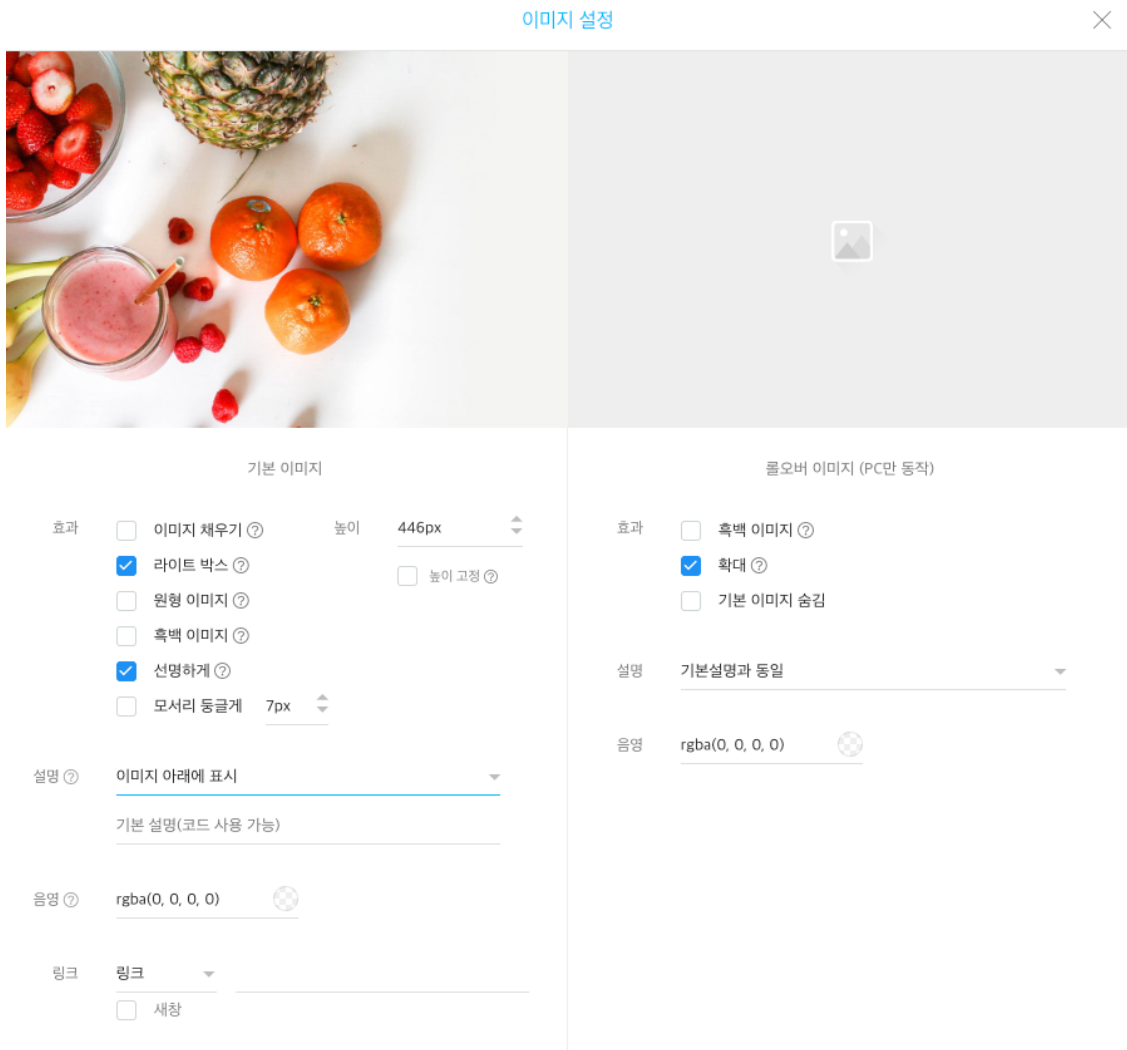 이미지 설정
기본 이미지
효과
이미지 채우기 ?
높이
446px
라이트 박스 ?
높이 고정 ?
원형 이미지 ?
흑백 이미지 ?
선명하게 ?
모서리 둥글게 7px
설명 ?
이미지 아래에 표시
기본 설명(코드 사용 가능)
음영 ?
rgba(0, 0, 0, 0)
링크
링크
새창
롤오버 이미지 (PC만 동작)
효과
흑백 이미지 ?
확대 ?
기본 이미지 숨김
설명
기본설명과 동일
음영
rgba(0, 0, 0, 0)